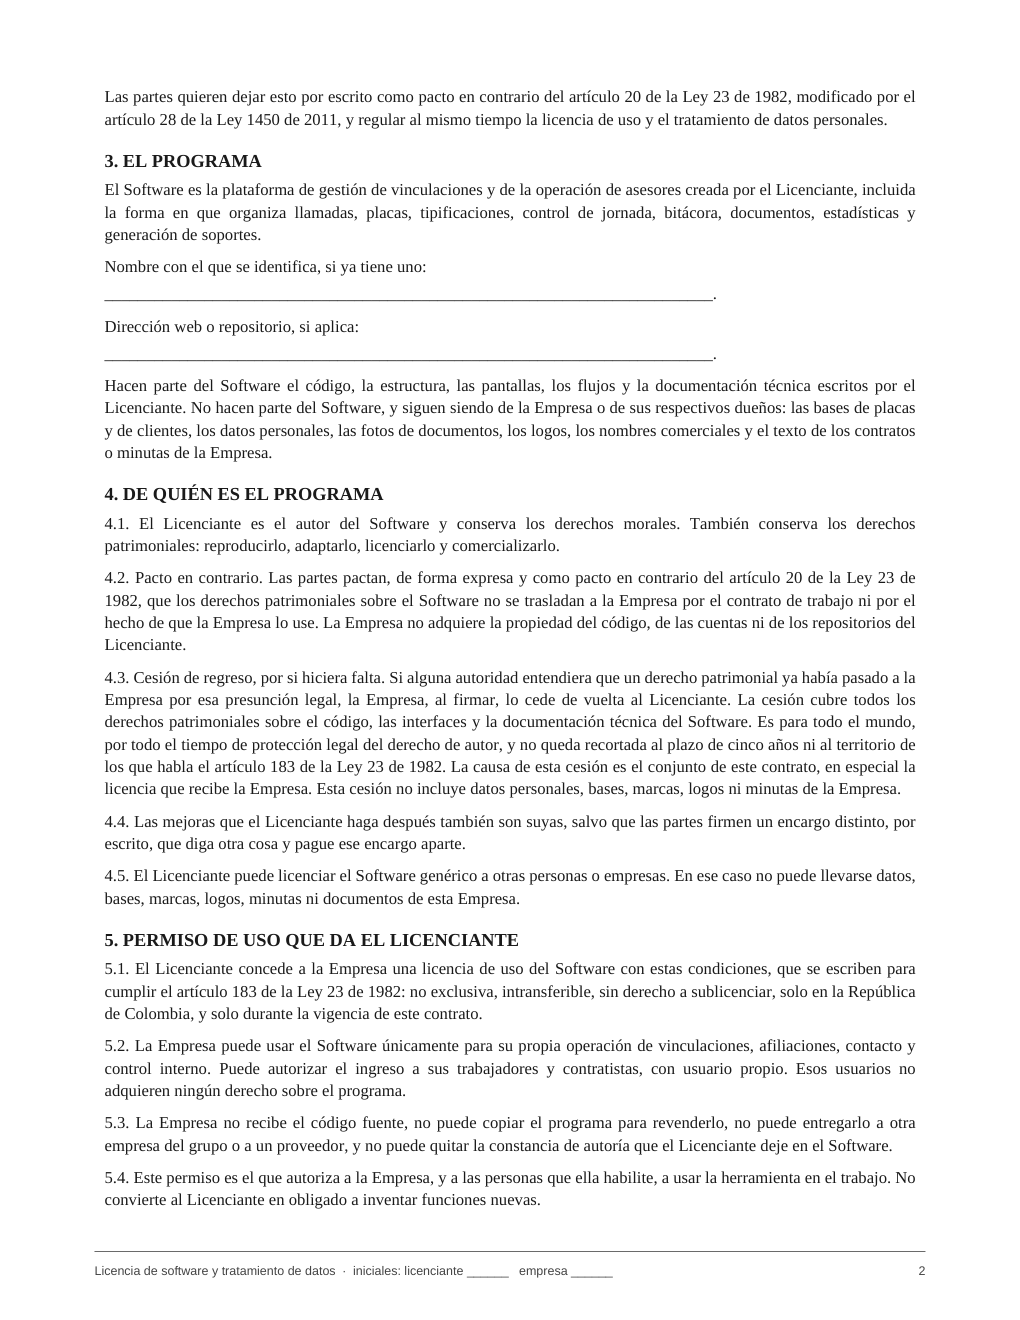 Las partes quieren dejar esto por escrito como pacto en contrario del artículo 20 de la Ley 23 de 1982, modificado por el
artículo 28 de la Ley 1450 de 2011, y regular al mismo tiempo la licencia de uso y el tratamiento de datos personales.
3. EL PROGRAMA
El Software es la plataforma de gestión de vinculaciones y de la operación de asesores creada por el Licenciante, incluida
la forma en que organiza llamadas, placas, tipificaciones, control de jornada, bitácora, documentos, estadísticas y
generación de soportes.
Nombre con el que se identifica, si ya tiene uno:
_________________________________________________________________________.
Dirección web o repositorio, si aplica:
_________________________________________________________________________.
Hacen parte del Software el código, la estructura, las pantallas, los flujos y la documentación técnica escritos por el
Licenciante. No hacen parte del Software, y siguen siendo de la Empresa o de sus respectivos dueños: las bases de placas
y de clientes, los datos personales, las fotos de documentos, los logos, los nombres comerciales y el texto de los contratos
o minutas de la Empresa.
4. DE QUIÉN ES EL PROGRAMA
4.1. El Licenciante es el autor del Software y conserva los derechos morales. También conserva los derechos
patrimoniales: reproducirlo, adaptarlo, licenciarlo y comercializarlo.
4.2. Pacto en contrario. Las partes pactan, de forma expresa y como pacto en contrario del artículo 20 de la Ley 23 de
1982, que los derechos patrimoniales sobre el Software no se trasladan a la Empresa por el contrato de trabajo ni por el
hecho de que la Empresa lo use. La Empresa no adquiere la propiedad del código, de las cuentas ni de los repositorios del
Licenciante.
4.3. Cesión de regreso, por si hiciera falta. Si alguna autoridad entendiera que un derecho patrimonial ya había pasado a la
Empresa por esa presunción legal, la Empresa, al firmar, lo cede de vuelta al Licenciante. La cesión cubre todos los
derechos patrimoniales sobre el código, las interfaces y la documentación técnica del Software. Es para todo el mundo,
por todo el tiempo de protección legal del derecho de autor, y no queda recortada al plazo de cinco años ni al territorio de
los que habla el artículo 183 de la Ley 23 de 1982. La causa de esta cesión es el conjunto de este contrato, en especial la
licencia que recibe la Empresa. Esta cesión no incluye datos personales, bases, marcas, logos ni minutas de la Empresa.
4.4. Las mejoras que el Licenciante haga después también son suyas, salvo que las partes firmen un encargo distinto, por
escrito, que diga otra cosa y pague ese encargo aparte.
4.5. El Licenciante puede licenciar el Software genérico a otras personas o empresas. En ese caso no puede llevarse datos,
bases, marcas, logos, minutas ni documentos de esta Empresa.
5. PERMISO DE USO QUE DA EL LICENCIANTE
5.1. El Licenciante concede a la Empresa una licencia de uso del Software con estas condiciones, que se escriben para
cumplir el artículo 183 de la Ley 23 de 1982: no exclusiva, intransferible, sin derecho a sublicenciar, solo en la República
de Colombia, y solo durante la vigencia de este contrato.
5.2. La Empresa puede usar el Software únicamente para su propia operación de vinculaciones, afiliaciones, contacto y
control interno. Puede autorizar el ingreso a sus trabajadores y contratistas, con usuario propio. Esos usuarios no
adquieren ningún derecho sobre el programa.
5.3. La Empresa no recibe el código fuente, no puede copiar el programa para revenderlo, no puede entregarlo a otra
empresa del grupo o a un proveedor, y no puede quitar la constancia de autoría que el Licenciante deje en el Software.
5.4. Este permiso es el que autoriza a la Empresa, y a las personas que ella habilite, a usar la herramienta en el trabajo. No
convierte al Licenciante en obligado a inventar funciones nuevas.
Licencia de software y tratamiento de datos · iniciales: licenciante ______ empresa ______ 2